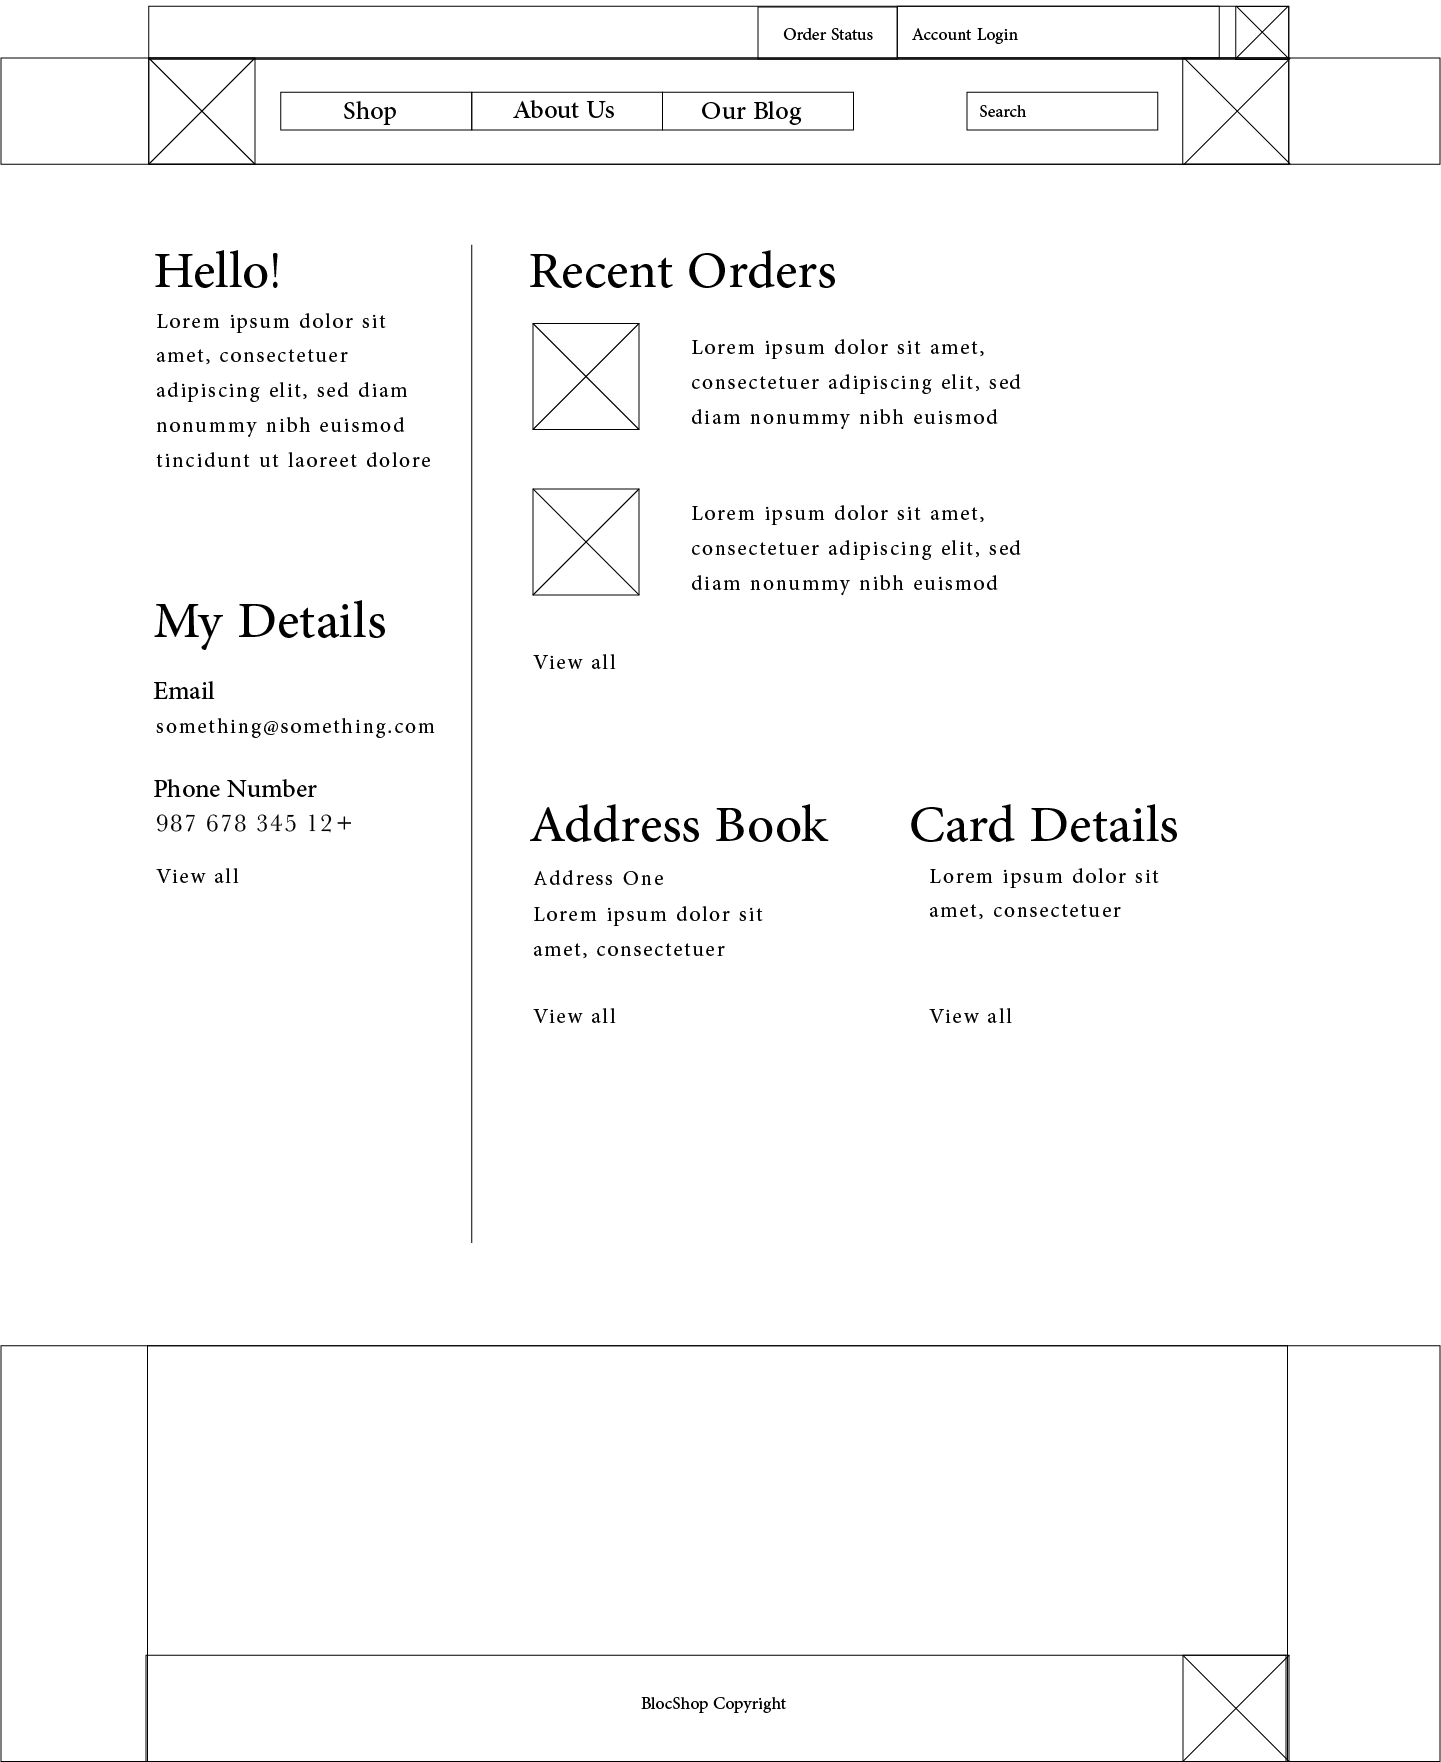 Order Status
Account Login
Shop
About Us
Our Blog
Search
Hello!
Lorem ipsum dolor sit
amet, consectetuer
adipiscing elit, sed diam
nonummy nibh euismod
tincidunt ut laoreet dolore
My Details
Email
something@something.com
Phone Number
987 678 345 12+
View all
Recent Orders
Lorem ipsum dolor sit amet,
consectetuer adipiscing elit, sed
diam nonummy nibh euismod
Lorem ipsum dolor sit amet,
consectetuer adipiscing elit, sed
diam nonummy nibh euismod
View all
Address Book
Address One
Lorem ipsum dolor sit
amet, consectetuer
View all
Card Details
Lorem ipsum dolor sit
amet, consectetuer
View all
BlocShop Copyright